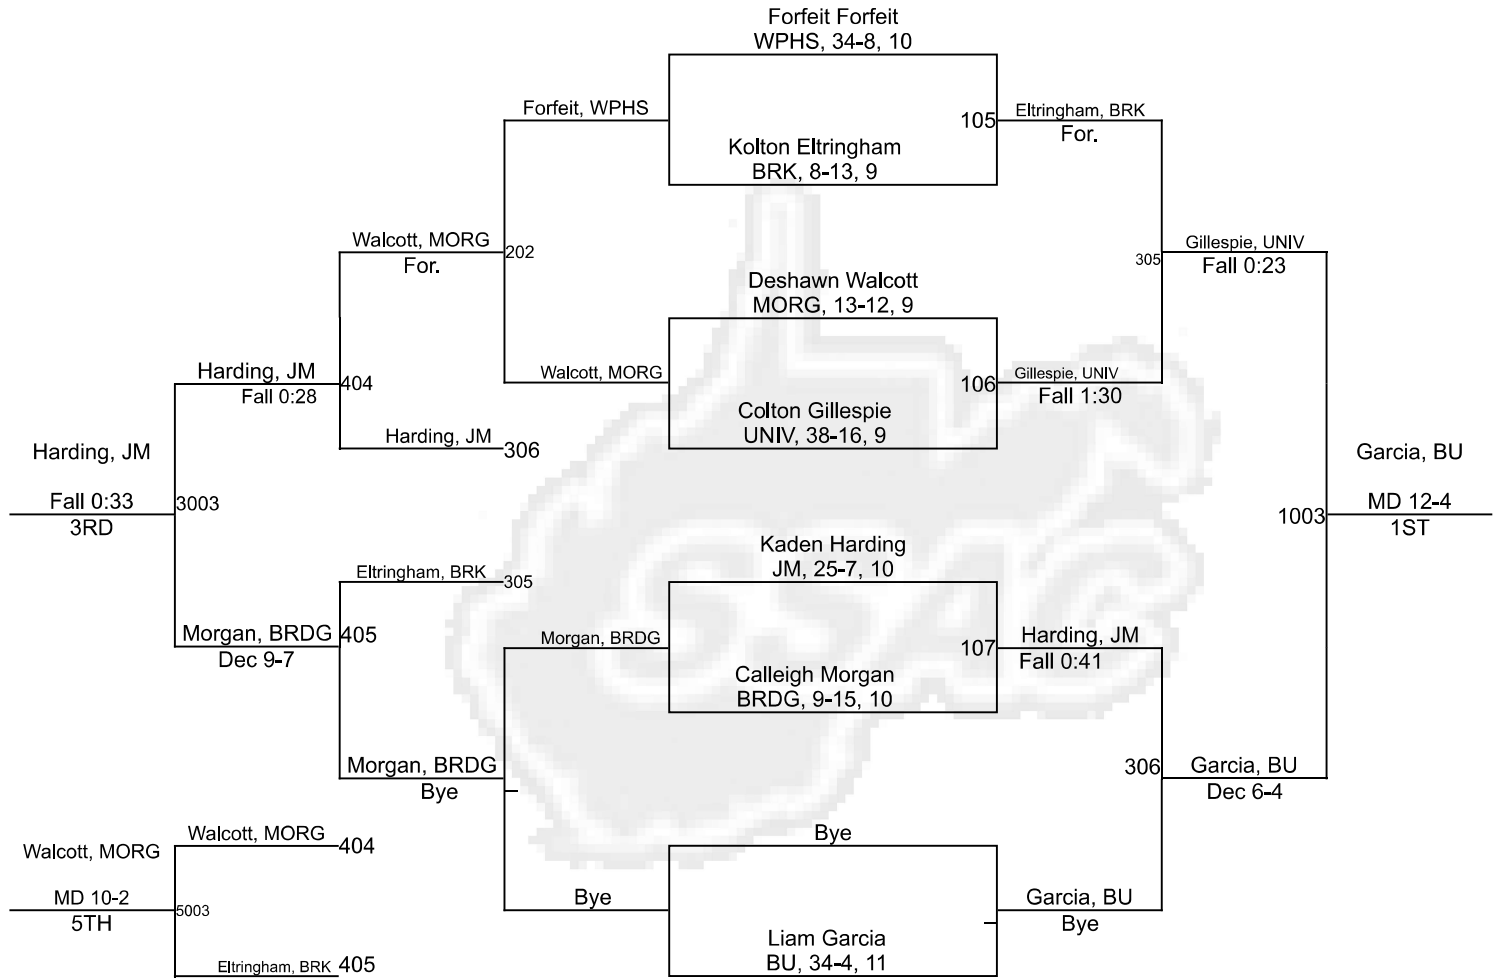 Forfeit Forfeit
WPHS, 34-8, 10
Forfeit, WPHS
105
Eltringham, BRK
For.
Kolton Eltringham
BRK, 8-13, 9
Walcott, MORG
For.
202
305
Gillespie, UNIV
Fall 0:23
Deshawn Walcott
MORG, 13-12, 9
Harding, JM
Fall 0:28
404
Walcott, MORG
106
Gillespie, UNIV
Fall 1:30
Colton Gillespie
UNIV, 38-16, 9
Harding, JM
306
Harding, JM
Fall 0:33
3RD
3003
Garcia, BU
1003
MD 12-4
1ST
Kaden Harding
JM, 25-7, 10
Eltringham, BRK
305
Morgan, BRDG
405
Dec 9-7
Morgan, BRDG
107
Harding, JM
Fall 0:41
Calleigh Morgan
BRDG, 9-15, 10
Morgan, BRDG
Bye
306
Garcia, BU
Dec 6-4
Walcott, MORG
404
Bye
Walcott, MORG
MD 10-2
5TH
5003
Bye
Garcia, BU
Bye
Liam Garcia
BU, 34-4, 11
Eltringham, BRK
405
SSAC